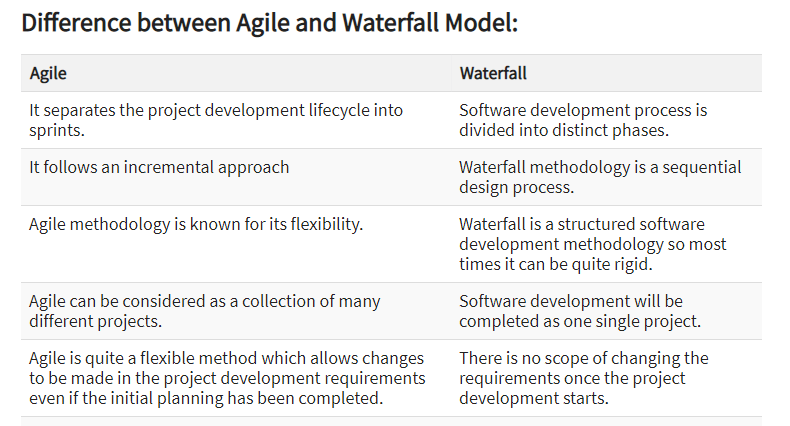 Difference between Agile and Waterfall Model:
Agile
Waterfall
It separates the project development lifecycle into
sprints.
Software development process is
divided into distinct phases.
It follows an incremental approach
Waterfall methodology is a sequential
design process.
Agile methodology is known for its flexibility.
Waterfall is a structured software
development methodology so most
times it can be quite rigid.
Agile can be considered as a collection of many
different projects.
Software development will be
completed as one single project.
Agile is quite a flexible method which allows changes
to be made in the project development requirements
even if the initial planning has been completed.
There is no scope of changing the
requirements once the project
development starts.